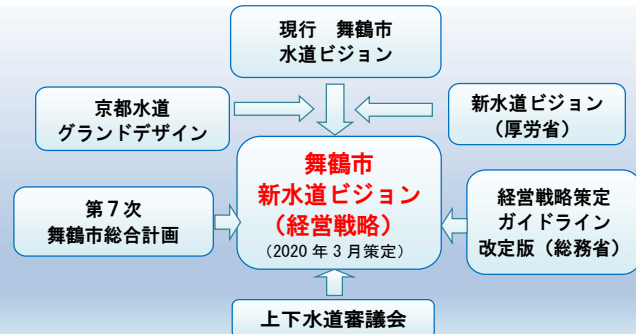 現行　舞鶴市
水道ビジョン
京都水道
グランドデザイン
新水道ビジョン
（厚労省）
舞鶴市
新水道ビジョン
（経営戦略）
（2020年3月策定）
第７次
舞鶴市総合計画
経営戦略策定
ガイドライン
改定版（総務省）
上下水道審議会